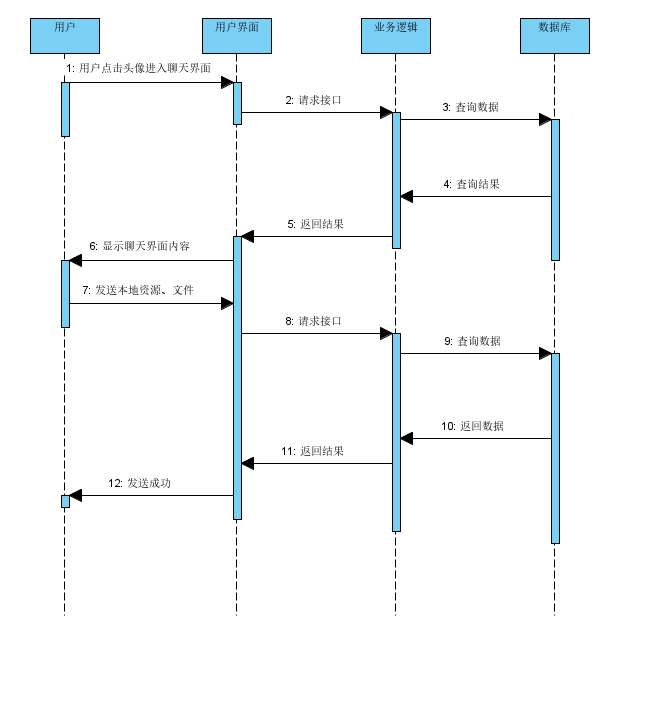 用户
用户界面
业务逻辑
数据库
1: 用户点击头像进入聊天界面
2: 请求接口
3: 查询数据
4: 查询结果
5: 返回结果
6: 显示聊天界面内容
7: 发送本地资源、文件
8: 请求接口
9: 查询数据
10: 返回数据
11: 返回结果
12: 发送成功